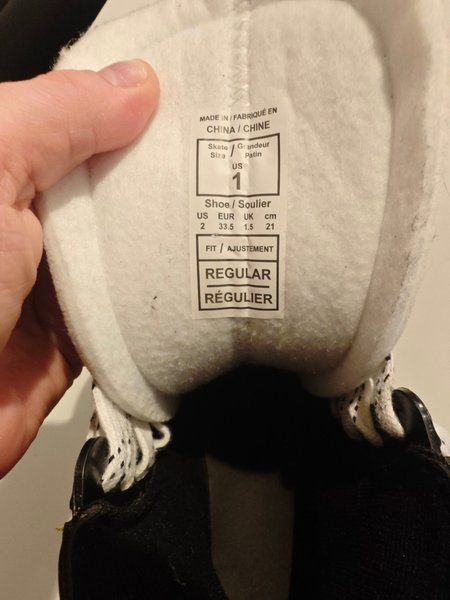 MADE IN / FABRIQUÉ EN
CHINA / CHINE
Skate / Grandeur
Size / Patin
US
1
Shoe / Soulier
US EUR UK cm
2 33.5 1.5 21
FIT / AJUSTEMENT
REGULAR
RÉGULIER